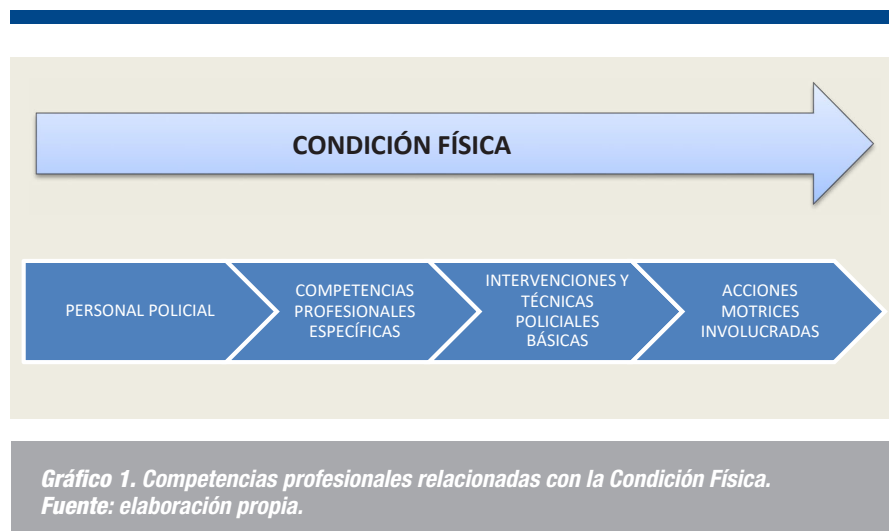 CONDICIÓN FÍSICA
PERSONAL POLICIAL
COMPETENCIAS
PROFESIONALES
ESPECÍFICAS
INTERVENCIONES Y
TÉCNICAS
POLICIALES
BÁSICAS
ACCIONES
MOTRICES
INVOLUCRADAS
Gráfico 1. Competencias profesionales relacionadas con la Condición Física.
Fuente: elaboración propia.